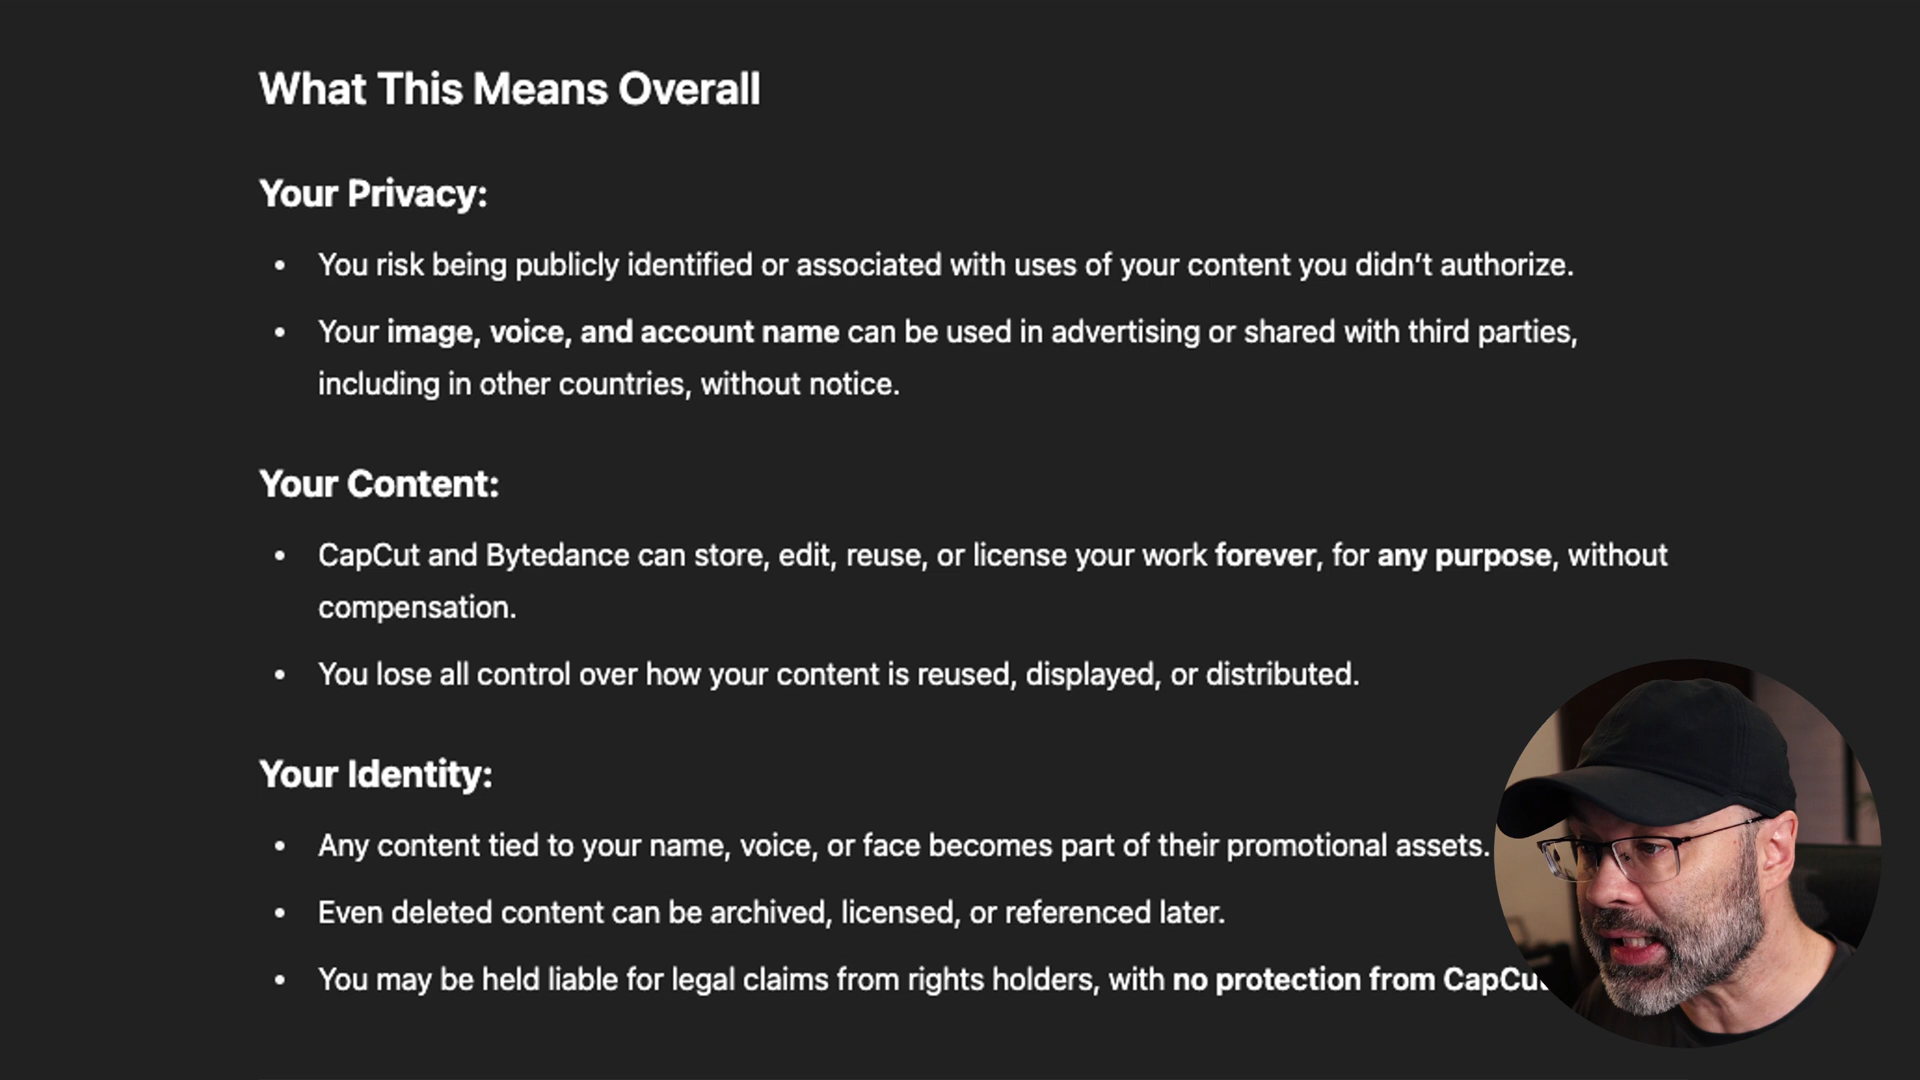 What This Means Overall
Your Privacy:
• You risk being publicly identified or associated with uses of your content you didn’t authorize.
• Your image, voice, and account name can be used in advertising or shared with third parties,
including in other countries, without notice.
Your Content:
• CapCut and Bytedance can store, edit, reuse, or license your work forever, for any purpose, without
compensation.
• You lose all control over how your content is reused, displayed, or distributed.
Your Identity:
• Any content tied to your name, voice, or face becomes part of their promotional assets.
• Even deleted content can be archived, licensed, or referenced later.
• You may be held liable for legal claims from rights holders, with no protection from CapCut